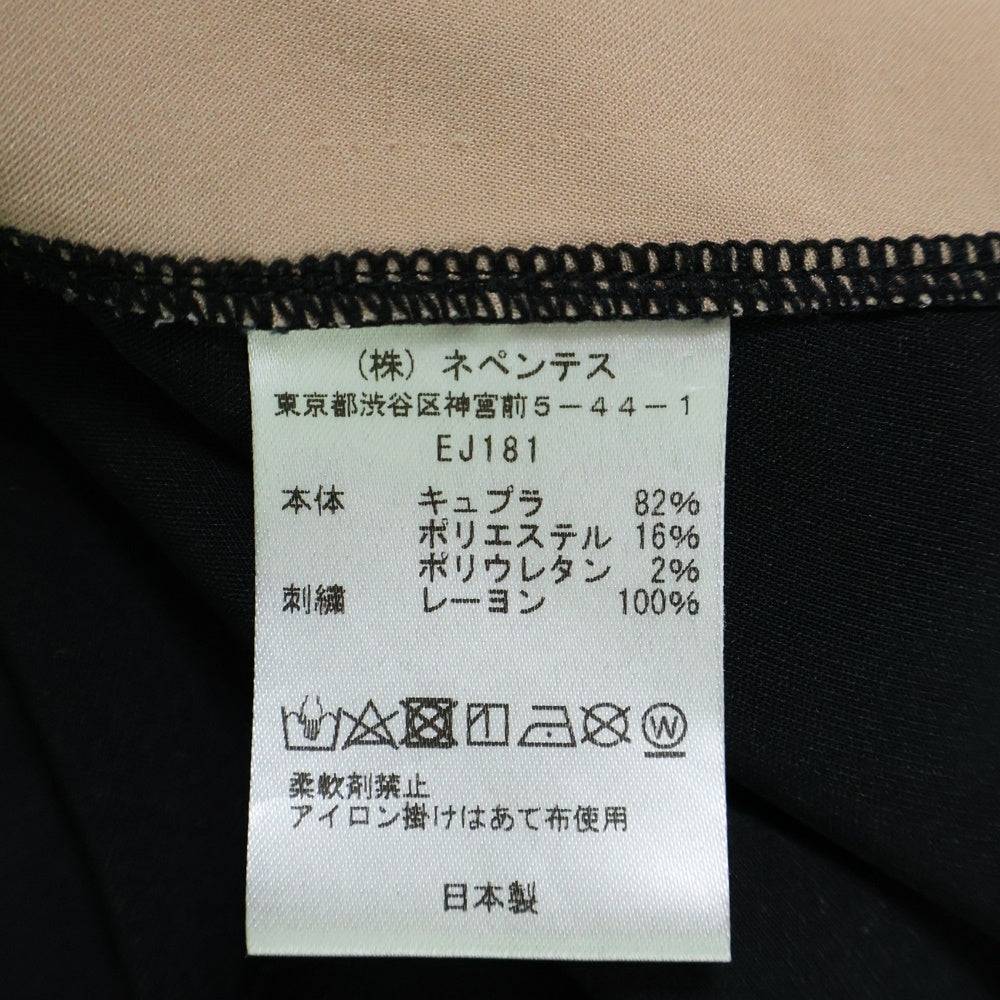 （株）ネペンテス
東京都渋谷区神宮前5－44－1
EJ181
本体 キュプラ 82%
ポリエステル 16%
ポリウレタン 2%
刺繍 レーヨン 100%
W
柔軟剤禁止
アイロン掛けはあて布使用
日本製